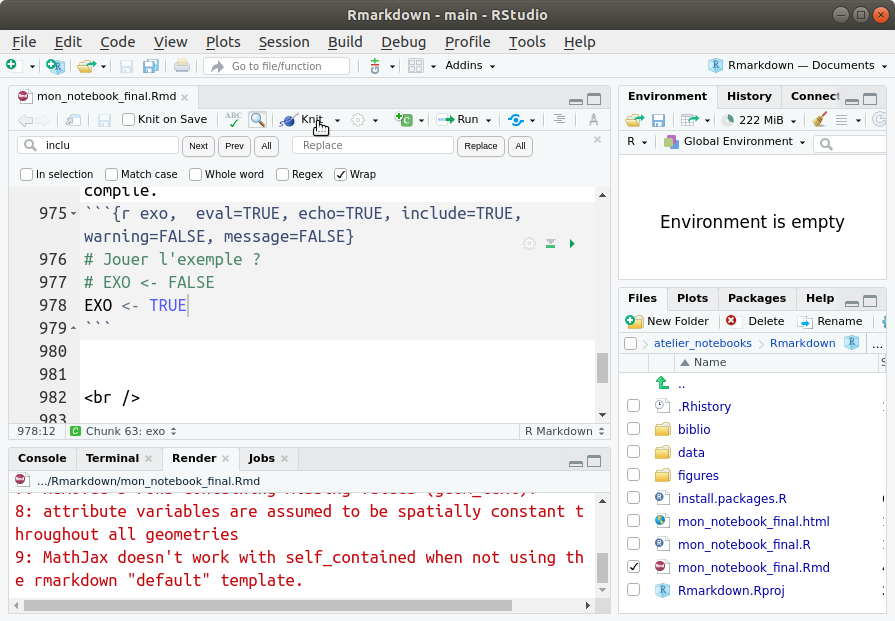 Rmarkdown - main - RStudio
File Edit Code View Plots Session Build Debug Profile Tools Help
Go to file/function Addins Rmarkdown — Documents
mon_notebook_final.Rmd
Knit on Save ABC Knit Run
inclu Next Prev All Replace Replace All
In selection Match case Whole word Regex Wrap
compile.
975 ```{r exo,  eval=TRUE, echo=TRUE, include=TRUE,
warning=FALSE, message=FALSE}
976 # Jouer l'exemple ?
977 # EXO <- FALSE
978 EXO <- TRUE
979 ```
980
981
982 <br />
983
978:12 Chunk 63: exo R Markdown
Console Terminal Render Jobs
.../Rmarkdown/mon_notebook_final.Rmd
8: attribute variables are assumed to be spatially constant t
hroughout all geometries
9: MathJax doesn't work with self_contained when not using th
e rmarkdown "default" template.
Environment History Connect
222 MiB
R Global Environment
Environment is empty
Files Plots Packages Help
New Folder Delete Rename
atelier_notebooks Rmarkdown ...
Name
..
.Rhistory
biblio
data
figures
install.packages.R
mon_notebook_final.html
mon_notebook_final.R
mon_notebook_final.Rmd
Rmarkdown.Rproj